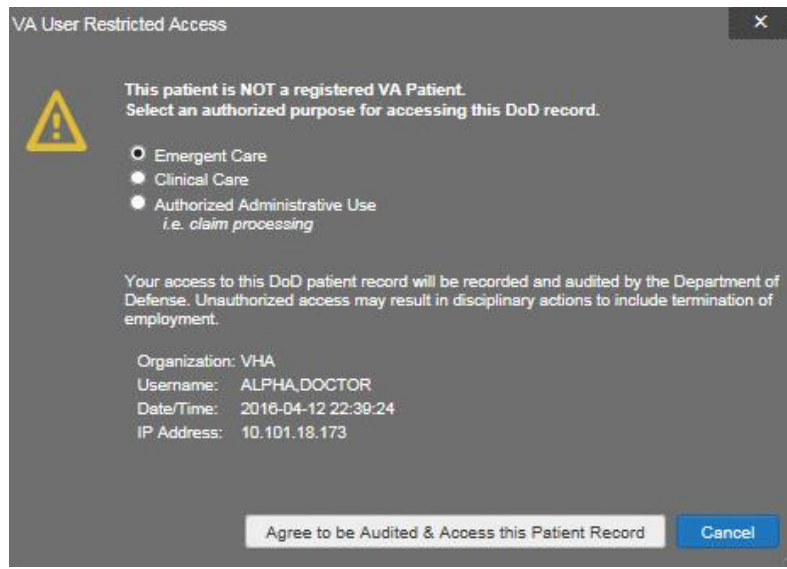 VA User Restricted Access
X
This patient is NOT a registered VA Patient.
Select an authorized purpose for accessing this DoD record.
Emergent Care
Clinical Care
Authorized Administrative Use
i.e. claim processing
Your access to this DoD patient record will be recorded and audited by the Department of
Defense. Unauthorized access may result in disciplinary actions to include termination of
employment.
Organization: VHA
Username: ALPHA,DOCTOR
Date/Time: 2016-04-12 22:39:24
IP Address: 10.101.18.173
Agree to be Audited & Access this Patient Record Cancel